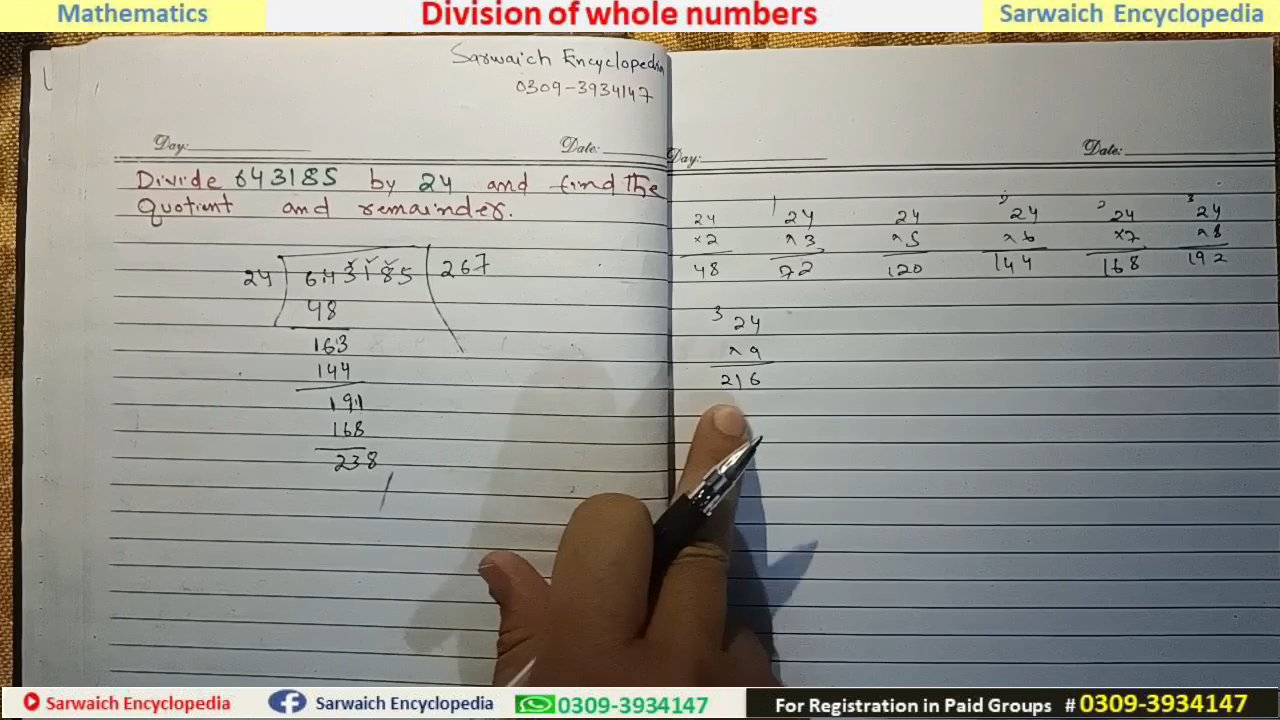 Mathematics
Division of whole numbers
Sarwaich Encyclopedia
Sarwaich Encyclopedia
0309-3934147
Day:
Date:
Divide 643185 by 24 and find the
Quotient and remainder.
24 643185 267
48
163
144
191
168
238
Day:
Date:
24 24 24 24 24 24
×2 ×3 ×5 ×6 ×7 ×8
48 72 120 144 168 192
3 24
×9
216
Sarwaich Encyclopedia
Sarwaich Encyclopedia
0309-3934147
For Registration in Paid Groups # 0309-3934147